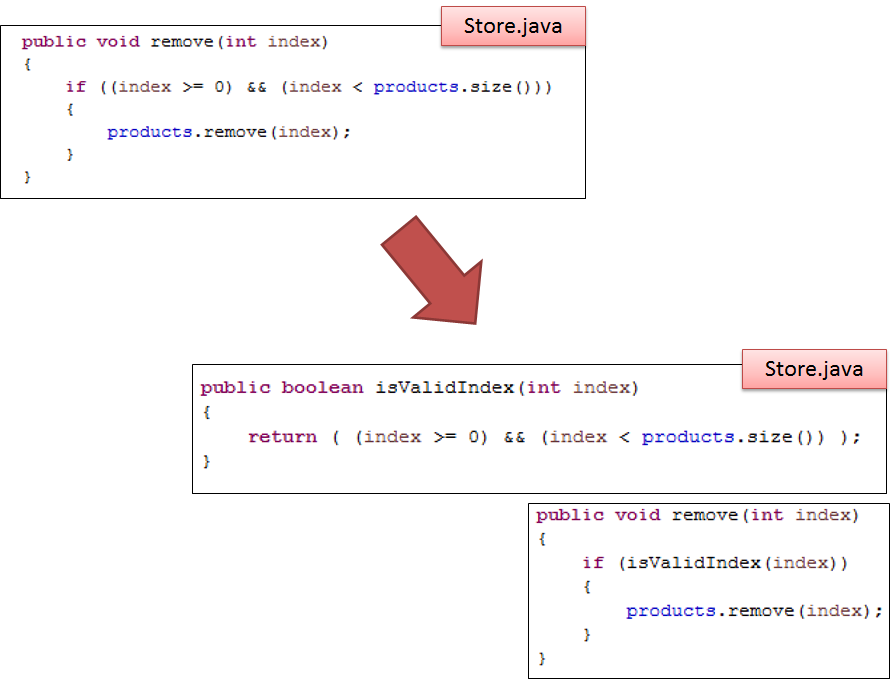 Store.java
public void remove(int index)
{
    if ((index >= 0) && (index < products.size()))
    {
        products.remove(index);
    }
}
Store.java
public boolean isValidIndex(int index)
{
    return ( (index >= 0) && (index < products.size()) );
}
public void remove(int index)
{
    if (isValidIndex(index))
    {
        products.remove(index);
    }
}